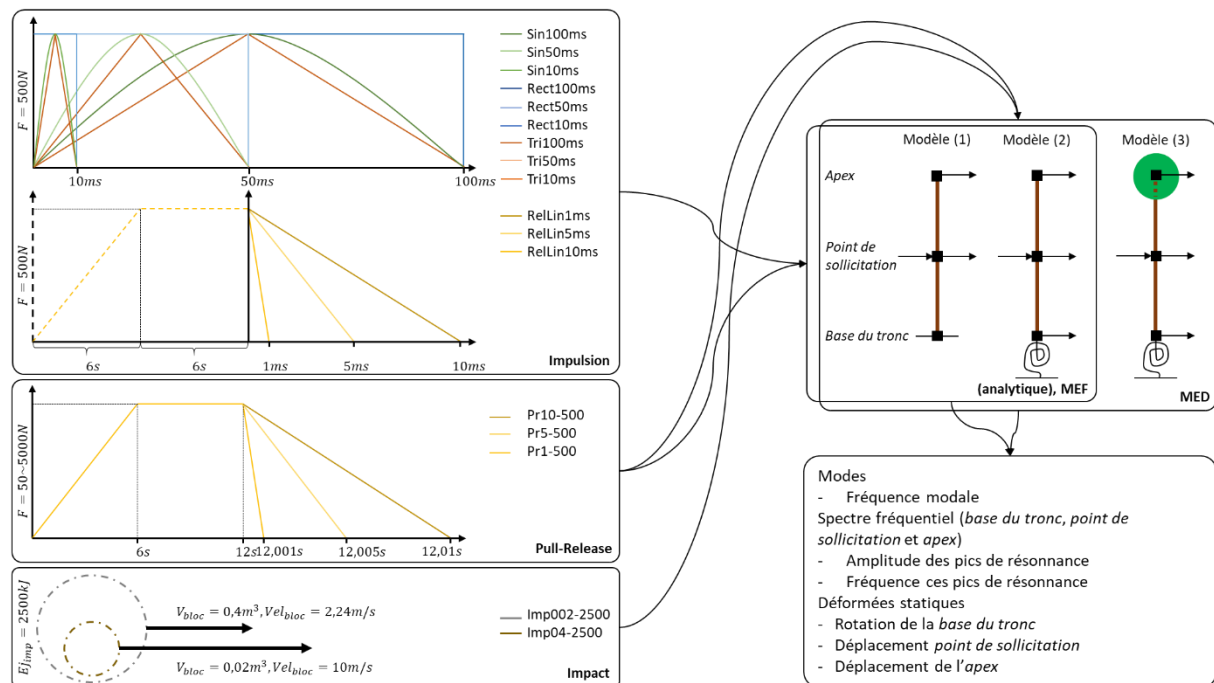 F = 500N
10ms
50ms
100ms
Sin100ms
Sin50ms
Sin10ms
Rect100ms
Rect50ms
Rect10ms
Tri100ms
Tri50ms
Tri10ms
F = 500N
6s
6s
1ms
5ms
10ms
RelLin1ms
RelLin5ms
RelLin10ms
Impulsion
F = 50~5000N
6s
12s
12,001s
12,005s
12,01s
Pr10-500
Pr5-500
Pr1-500
Pull-Release
Ej_imp = 2500kJ
V_bloc = 0,4m³, Vel_bloc = 2,24m/s
V_bloc = 0,02m³, Vel_bloc = 10m/s
Imp002-2500
Imp04-2500
Impact
Modèle (1)
Modèle (2)
Modèle (3)
Apex
Point de
sollicitation
Base du tronc
(analytique), MEF
MED
Modes
- Fréquence modale
Spectre fréquentiel (base du tronc, point de
sollicitation et apex)
- Amplitude des pics de résonnance
- Fréquence ces pics de résonnance
Déformées statiques
- Rotation de la base du tronc
- Déplacement point de sollicitation
- Déplacement de l'apex